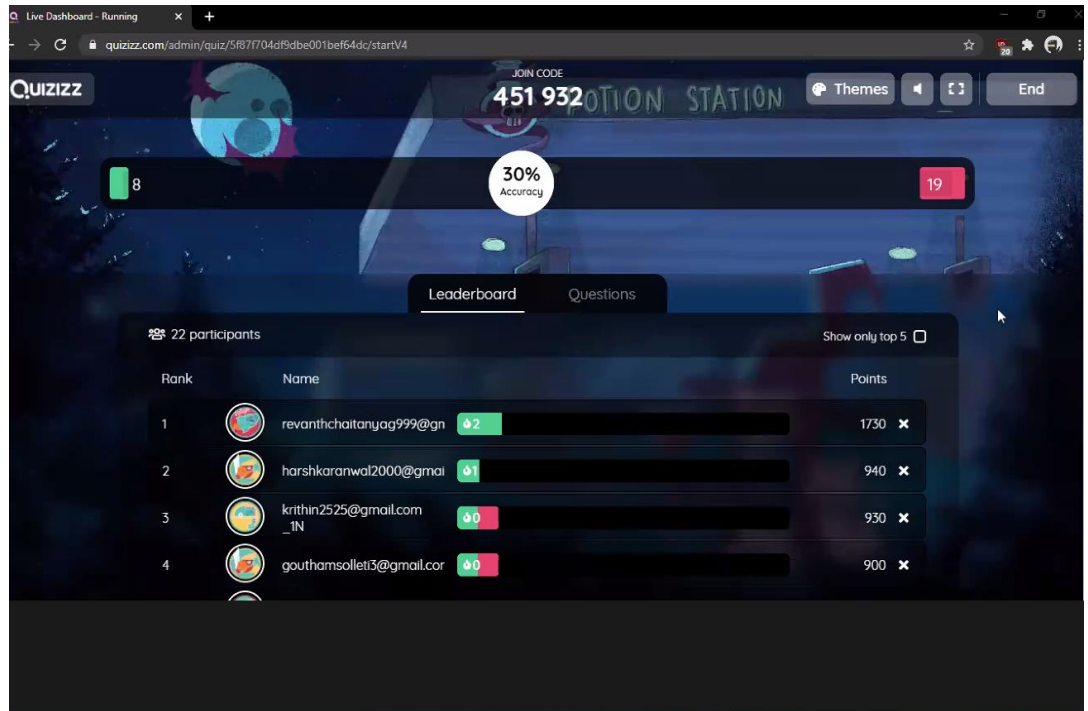 Live Dashboard - Running
quizizz.com/admin/quiz/5f87f704df9dbe001bef64dc/startV4
20
Quizizz
JOIN CODE
451 932
POTION STATION
Themes
End
8
30%
Accuracy
19
Leaderboard
Questions
22 participants
Show only top 5
Rank Name Points
1 revanthchaitanyag999@gn 2 1730
2 harshkaranwal2000@gmai 1 940
3 krithin2525@gmail.com
_1N 0 930
4 gouthamsolleti3@gmail.cor 0 900